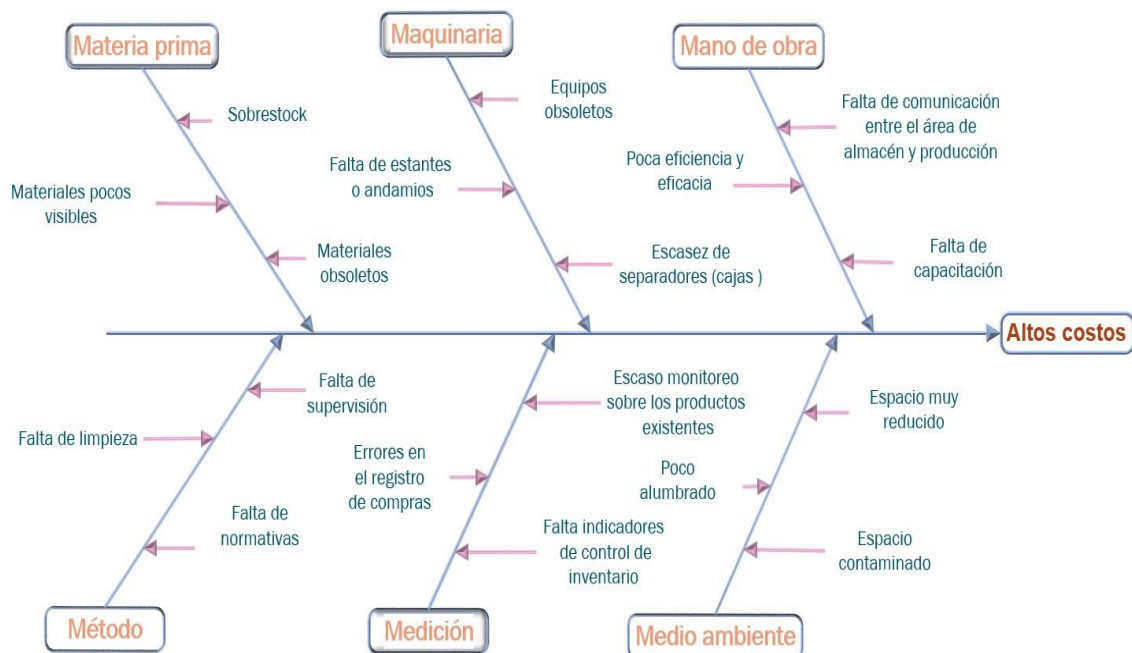 Materia prima
Maquinaria
Mano de obra
Sobrestock
Materiales pocos
visibles
Materiales
obsoletos
Equipos
obsoletos
Falta de estantes
o andamios
Escasez de
separadores (cajas )
Falta de comunicación
entre el área de
almacén y producción
Poca eficiencia y
eficacia
Falta de
capacitación
Altos costos
Falta de
supervisión
Falta de limpieza
Falta de
normativas
Escaso monitoreo
sobre los productos
existentes
Errores en
el registro
de compras
Falta indicadores
de control de
inventario
Espacio muy
reducido
Poco
alumbrado
Espacio
contaminado
Método
Medición
Medio ambiente